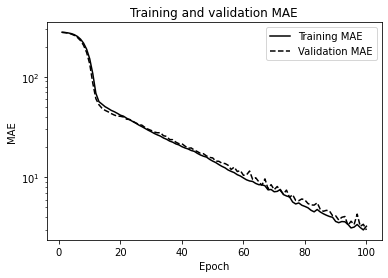 Training and validation MAE
Training MAE
Validation MAE
10²
10¹
MAE
0
20
40
60
80
100
Epoch